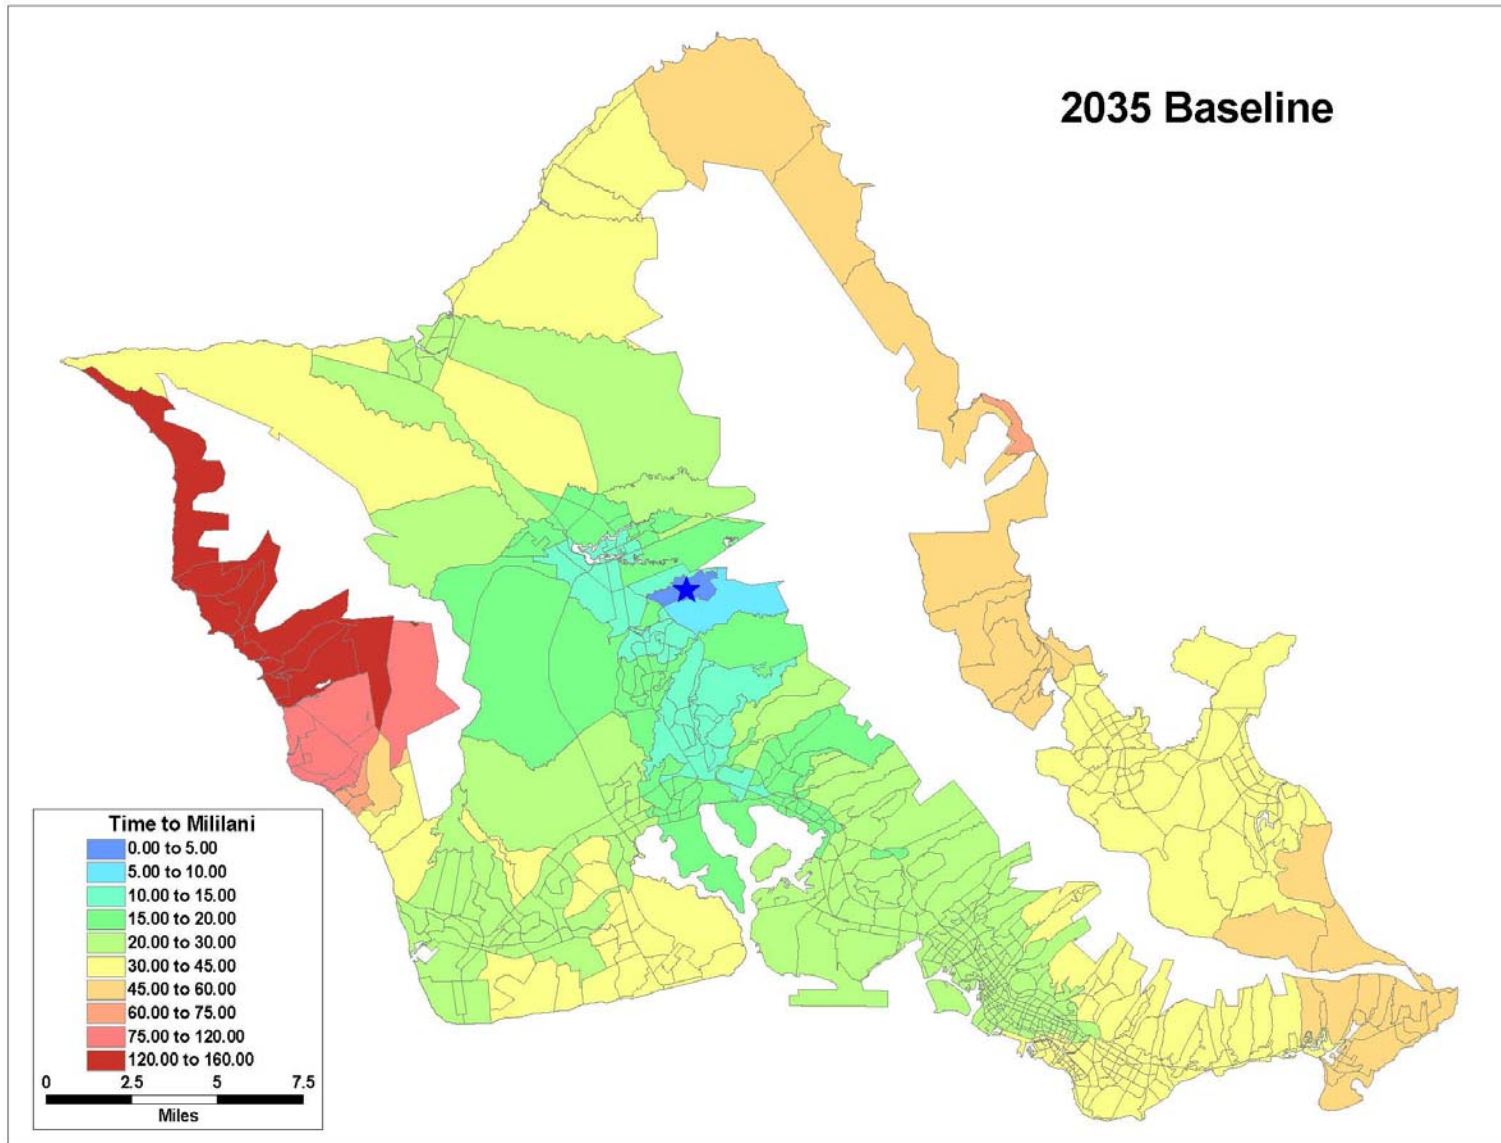 2035 Baseline
Time to Mililani
0.00 to 5.00
5.00 to 10.00
10.00 to 15.00
15.00 to 20.00
20.00 to 30.00
30.00 to 45.00
45.00 to 60.00
60.00 to 75.00
75.00 to 120.00
120.00 to 160.00
0 2.5 5 7.5
Miles